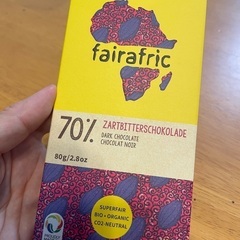 fairafric
70%
ZARTBITTERSCHOKOLADE
DARK CHOCOLATE
CHOCOLAT NOIR
80g/2.8oz
SUPERFAIR
BIO • ORGANIC
CO2-NEUTRAL